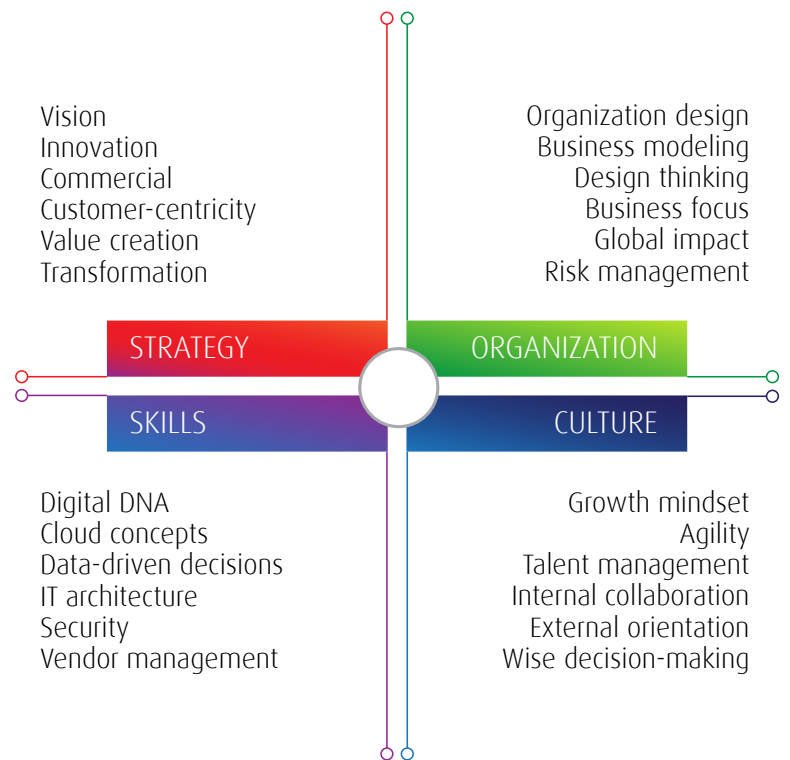 Vision
Innovation
Commercial
Customer-centricity
Value creation
Transformation
Organization design
Business modeling
Design thinking
Business focus
Global impact
Risk management
STRATEGY
ORGANIZATION
SKILLS
CULTURE
Digital DNA
Cloud concepts
Data-driven decisions
IT architecture
Security
Vendor management
Growth mindset
Agility
Talent management
Internal collaboration
External orientation
Wise decision-making